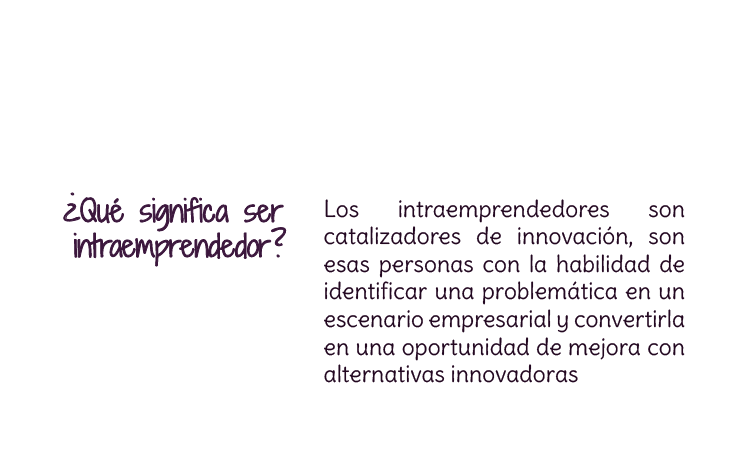 ¿Qué significa ser
intraemprendedor?
Los intraemprendedores son
catalizadores de innovación, son
esas personas con la habilidad de
identificar una problemática en un
escenario empresarial y convertirla
en una oportunidad de mejora con
alternativas innovadoras